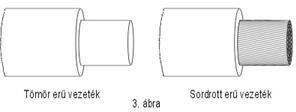 Tömör erű vezeték
Sordrott erű vezeték
3. ábra